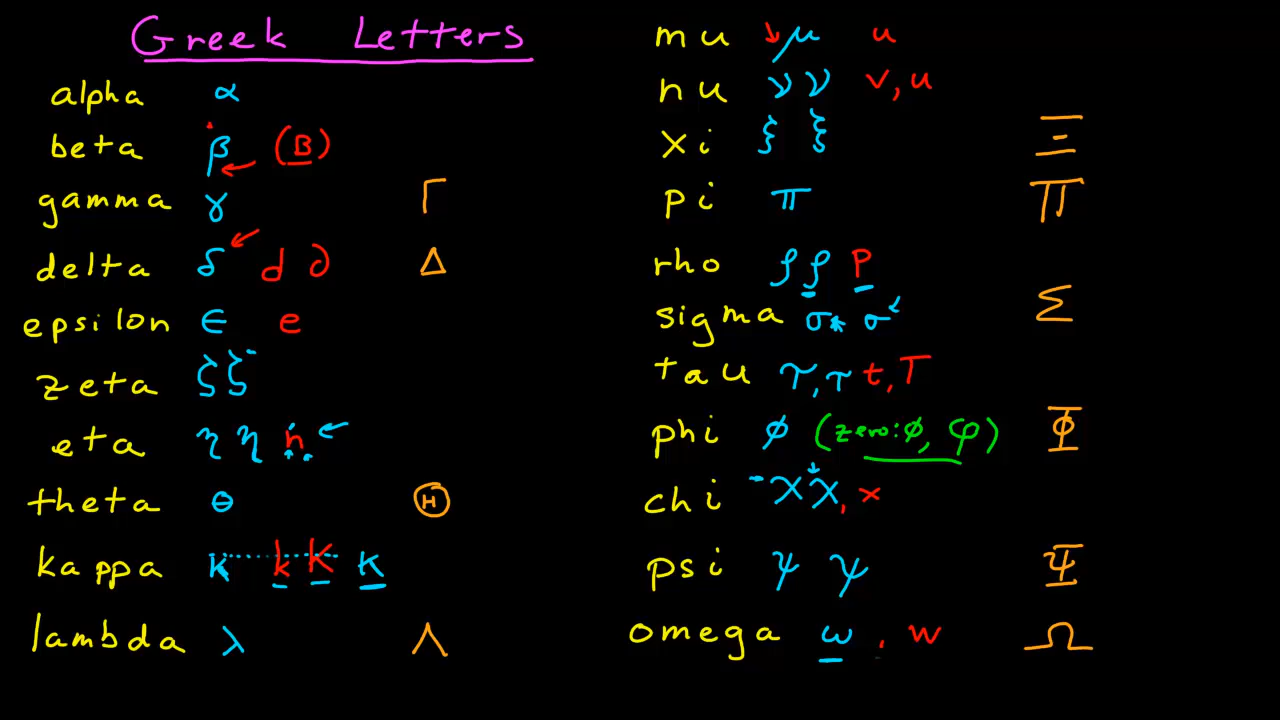 Greek Letters
alpha α
beta β (B)
gamma γ Γ
delta δ d ∂ Δ
epsilon ϵ e
zeta ζ ζ
eta η η n
theta θ Θ
kappa κ k K κ
lambda λ Λ
mu μ u
nu ν ν v, u
xi ξ ξ Ξ
pi π Π
rho ρ ρ P
sigma σ σ Σ
tau τ, τ t, T
phi ϕ (zero: ϕ, φ) Φ
chi χ χ, x
psi ψ ψ Ψ
omega ω, w Ω